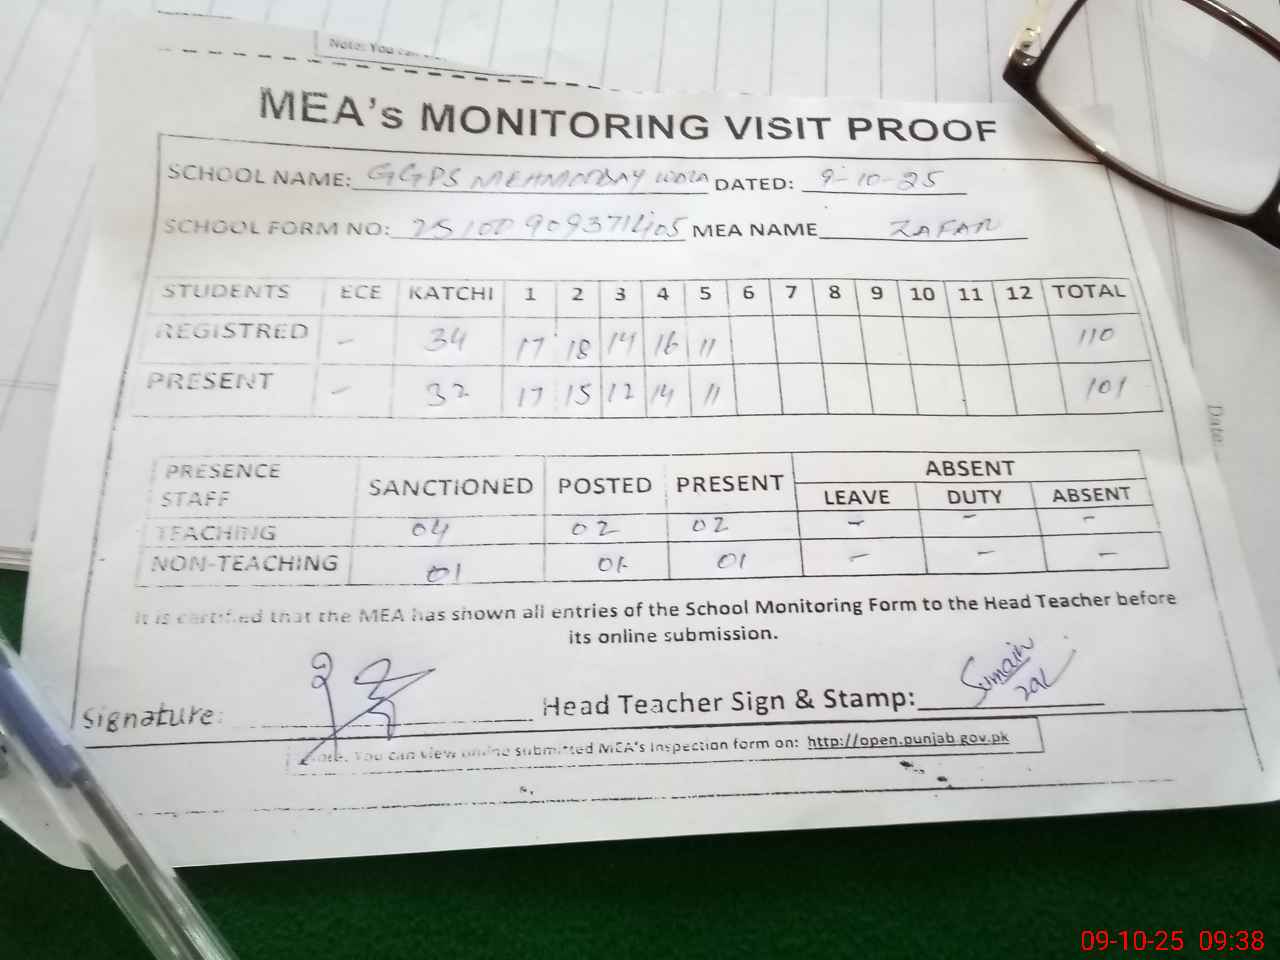 Note: You can
MEA's MONITORING VISIT PROOF
SCHOOL NAME: GGPS DATED: 9-10-25
SCHOOL FORM NO: 25100909371405 MEA NAME ZAFAR
STUDENTS ECE KATCHI 1 2 3 4 5 6 7 8 9 10 11 12 TOTAL
REGISTRED - 34 17 18 14 16 11 110
PRESENT - 32 17 15 12 14 11 101
PRESENCE STAFF SANCTIONED POSTED PRESENT ABSENT
LEAVE DUTY ABSENT
TEACHING 04 02 02 - - -
NON-TEACHING 01 01 01 - - -
It is certified that the MEA has shown all entries of the School Monitoring Form to the Head Teacher before
its online submission.
Signature: Head Teacher Sign & Stamp:
Note: You can view online submitted MEA's Inspection form on: http://open.punjab.gov.pk
Date:
09-10-25 09:38